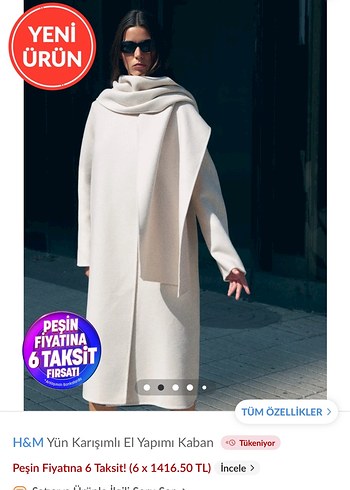 YENİ
ÜRÜN
PEŞİN
FİYATINA
6 TAKSİT
FIRSATI
TÜM ÖZELLİKLER
H&M Yün Karışımlı El Yapımı Kaban Tükeniyor
Peşin Fiyatına 6 Taksit! (6 x 1416.50 TL) İncele